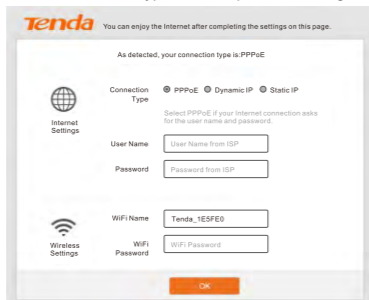 Tenda You can enjoy the Internet after completing the settings on this page.
As detected, your connection type is:PPPoE
Connection Type PPPoE Dynamic IP Static IP
Select PPPoE if your Internet connection asks
for the user name and password.
Internet
Settings
User Name User Name from ISP
Password Password from ISP
WiFi Name Tenda_1E5FE0
Wireless
Settings
WiFi
Password WiFi Password
OK